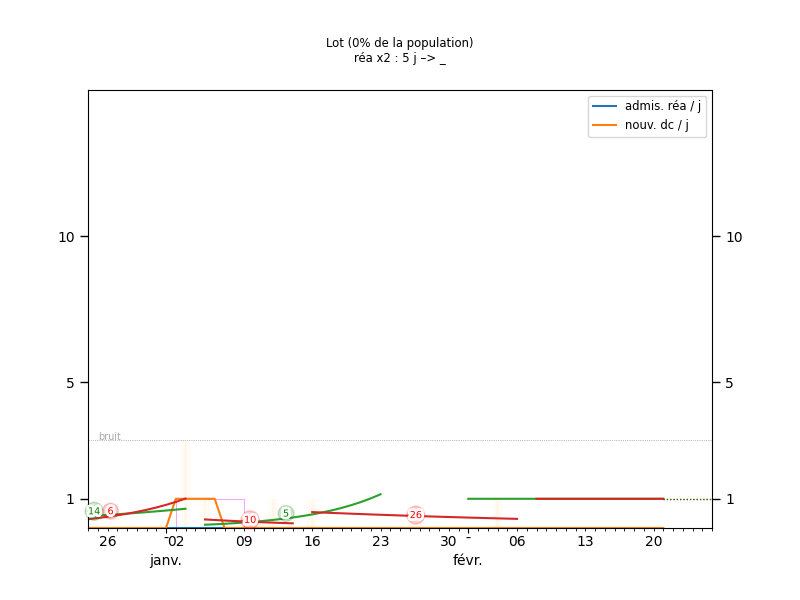 Lot (0% de la population)
réa x2 : 5 j –> _
admis. réa / j
nouv. dc / j
10 10
5 5
bruit
1 1
14 6 10 5 26
26 02 09 16 23 30 06 13 20
janv. févr.